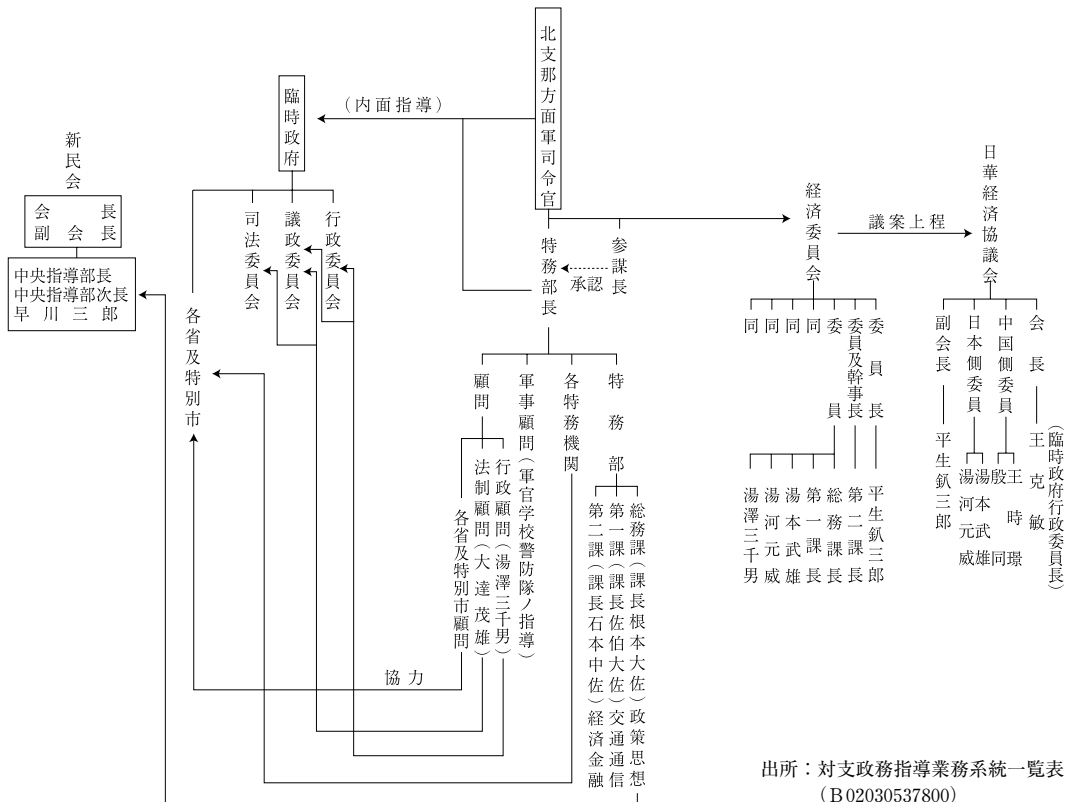 北支那方面軍司令官
(内面指導)
臨時政府
行政委員会
議政委員会
司法委員会
各省及特別市
新民会
会長
副会長
中央指導部長
中央指導部次長
早川三郎
参謀長
承認
特務部長
特務部
各特務機関
軍事顧問(軍官学校警防隊ノ指導)
顧問
総務課(課長根本大佐)政策思想
第一課(課長佐伯大佐)交通通信
第二課(課長石本中佐)経済金融
行政顧問(湯澤三千男)
法制顧問(大達茂雄)
各省及特別市顧問
協力
経済委員会
議案上程
日華経済協議会
委員長
委員及幹事長
委員
同
同
同
同
平生釟三郎
第二課長
総務課長
第一課長
湯本武雄
湯河元威
湯澤三千男
会長
王克敏
(臨時政府行政委員長)
中国側委員
王時璟
殷同
日本側委員
湯本武雄
湯河元威
副会長
平生釟三郎
出所:対支政務指導業務系統一覧表
(B02030537800)